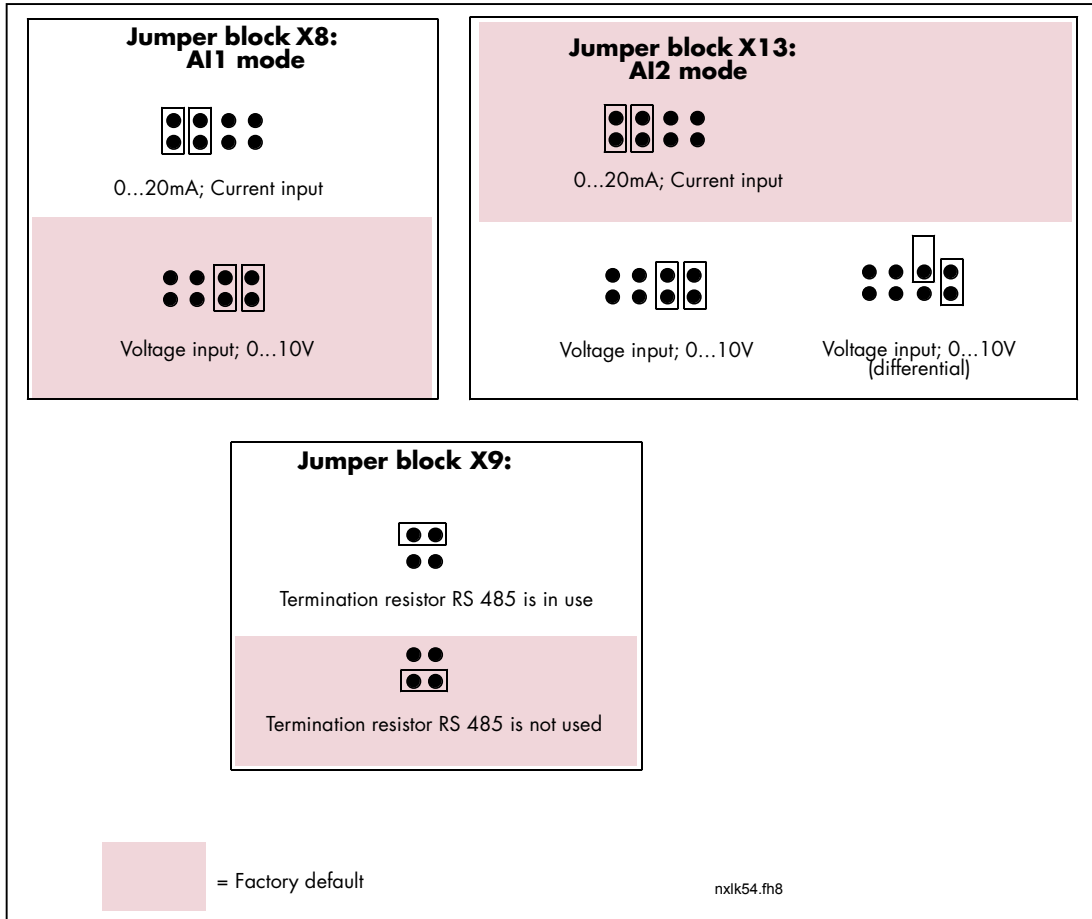 Jumper block X8:
AI1 mode
0...20mA; Current input
Voltage input; 0...10V
Jumper block X13:
AI2 mode
0...20mA; Current input
Voltage input; 0...10V
Voltage input; 0...10V
(differential)
Jumper block X9:
Termination resistor RS 485 is in use
Termination resistor RS 485 is not used
= Factory default
nxlk54.fh8